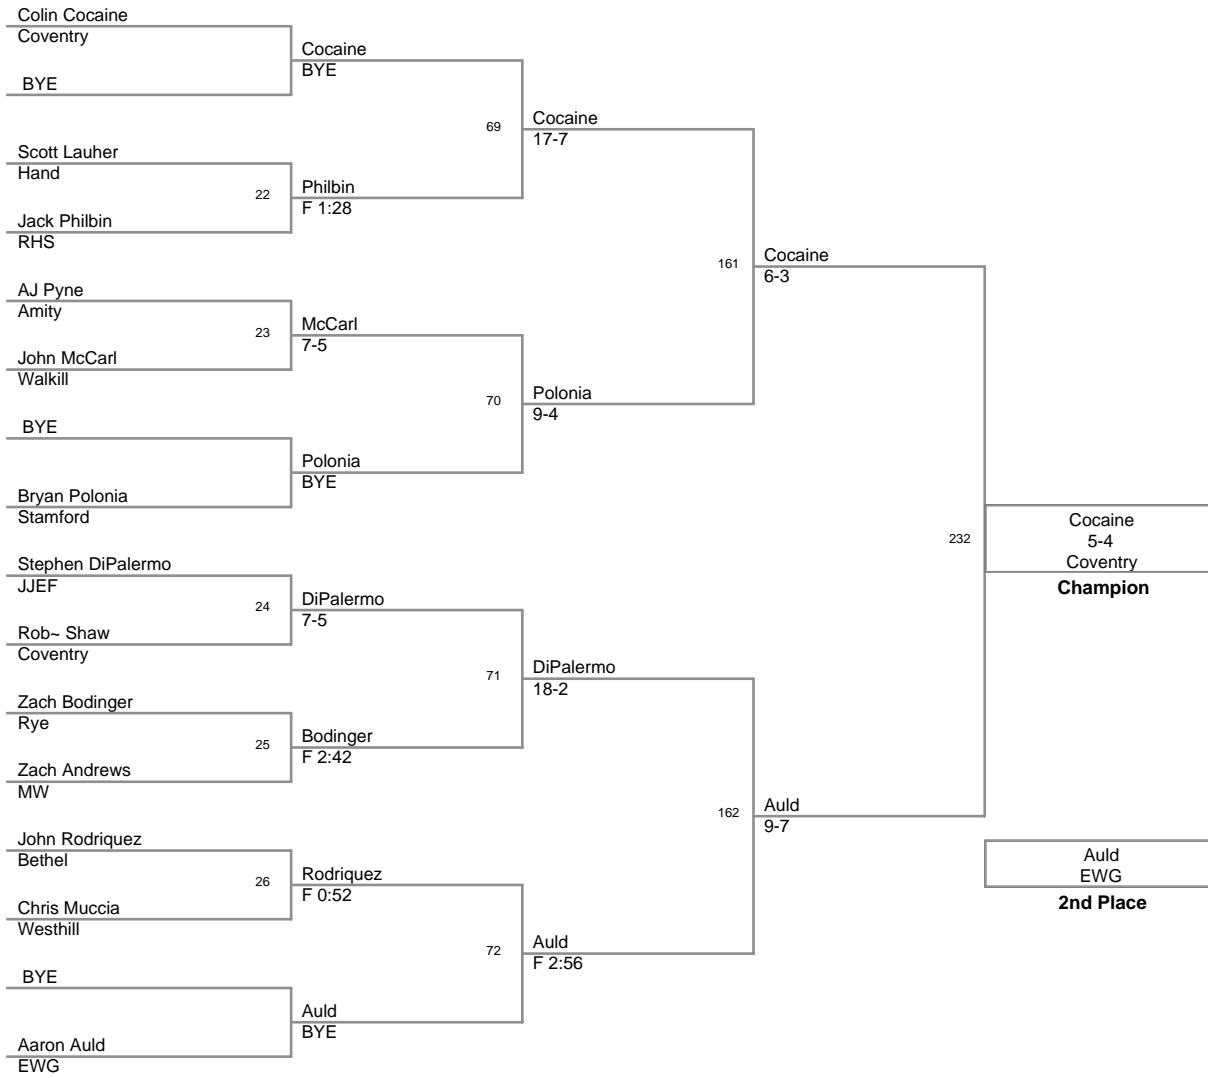 Colin Cocaine
Coventry
BYE
Cocaine
BYE
Scott Lauher
Hand
22
Jack Philbin
RHS
Philbin
F 1:28
69
Cocaine
17-7
AJ Pyne
Amity
23
John McCarl
Walkill
McCarl
7-5
BYE
Bryan Polonia
Stamford
Polonia
BYE
70
Polonia
9-4
161
Cocaine
6-3
Stephen DiPalermo
JJEF
24
Rob~ Shaw
Coventry
DiPalermo
7-5
Zach Bodinger
Rye
25
Zach Andrews
MW
Bodinger
F 2:42
71
DiPalermo
18-2
John Rodriquez
Bethel
26
Chris Muccia
Westhill
Rodriquez
F 0:52
BYE
Aaron Auld
EWG
Auld
BYE
72
Auld
F 2:56
162
Auld
9-7
232
Cocaine
5-4
Coventry
Champion
Auld
EWG
2nd Place